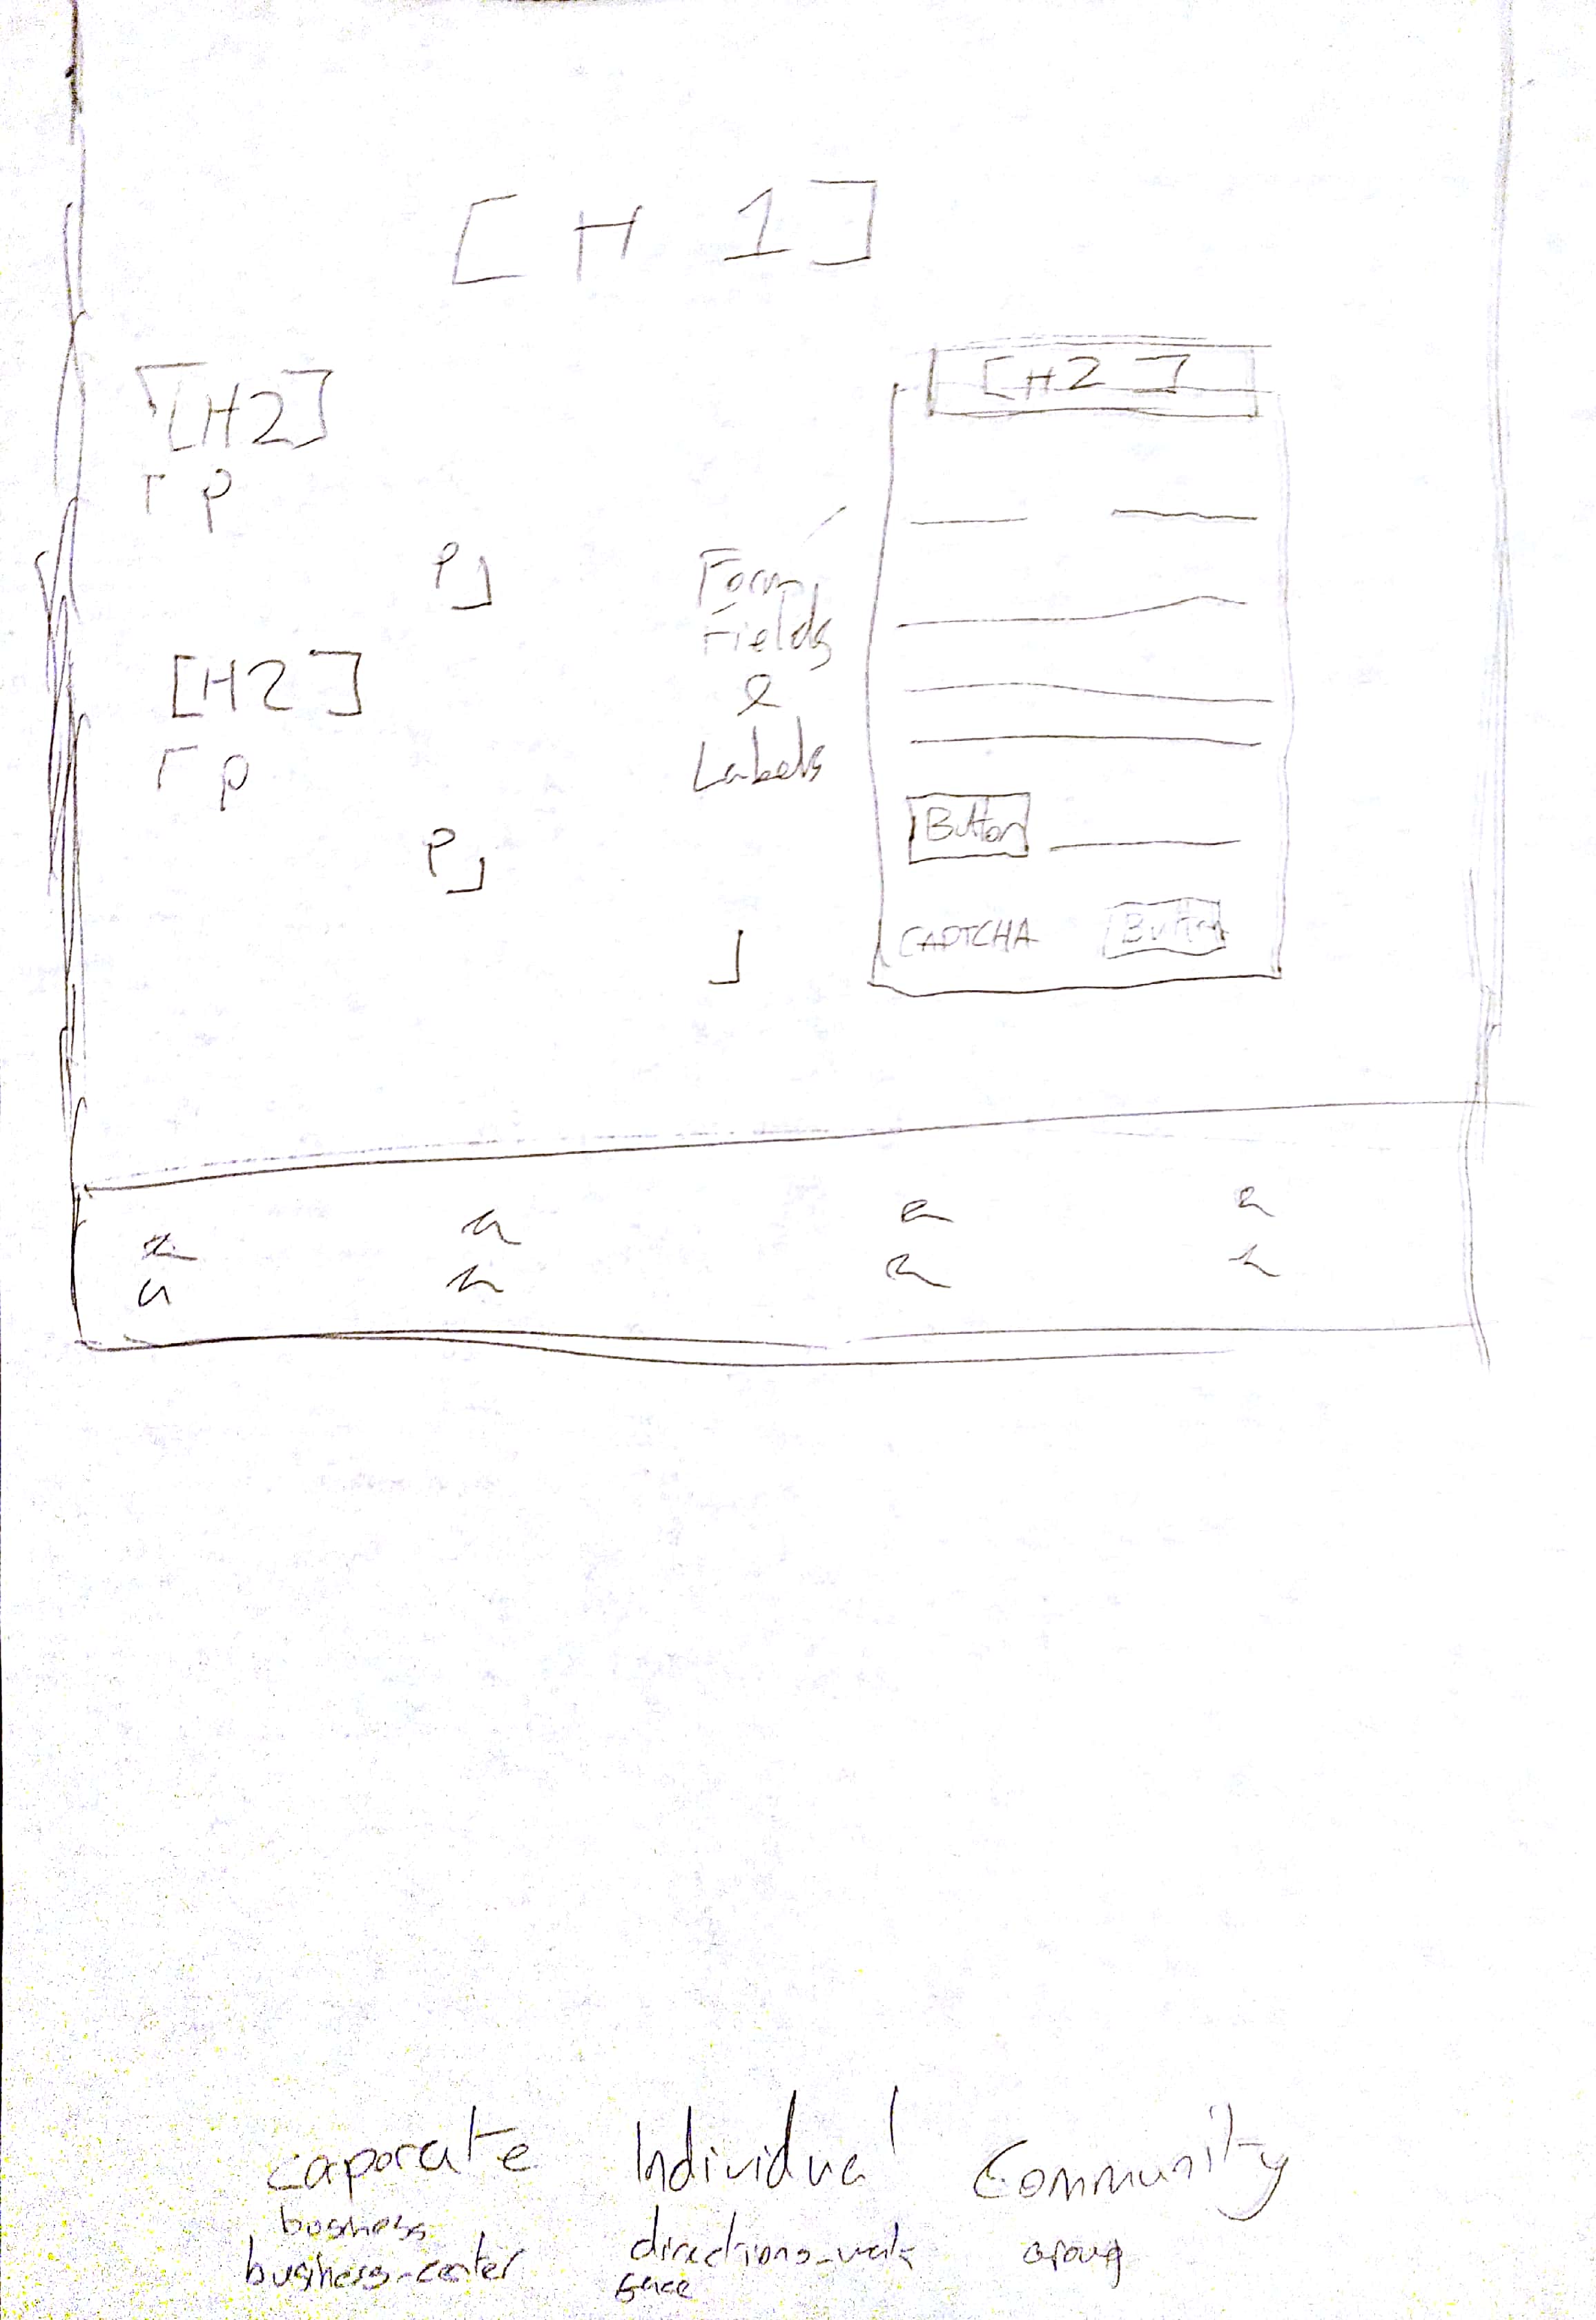 [H 1]
[H2]
[H2]
p
p]
Form
Fields
&
Labels
[H2]
p
Button
p]
CAPTCHA
Button
]
a a
a a
a a
a a
caporate Individual Community
business
business-center directions-walk group
face